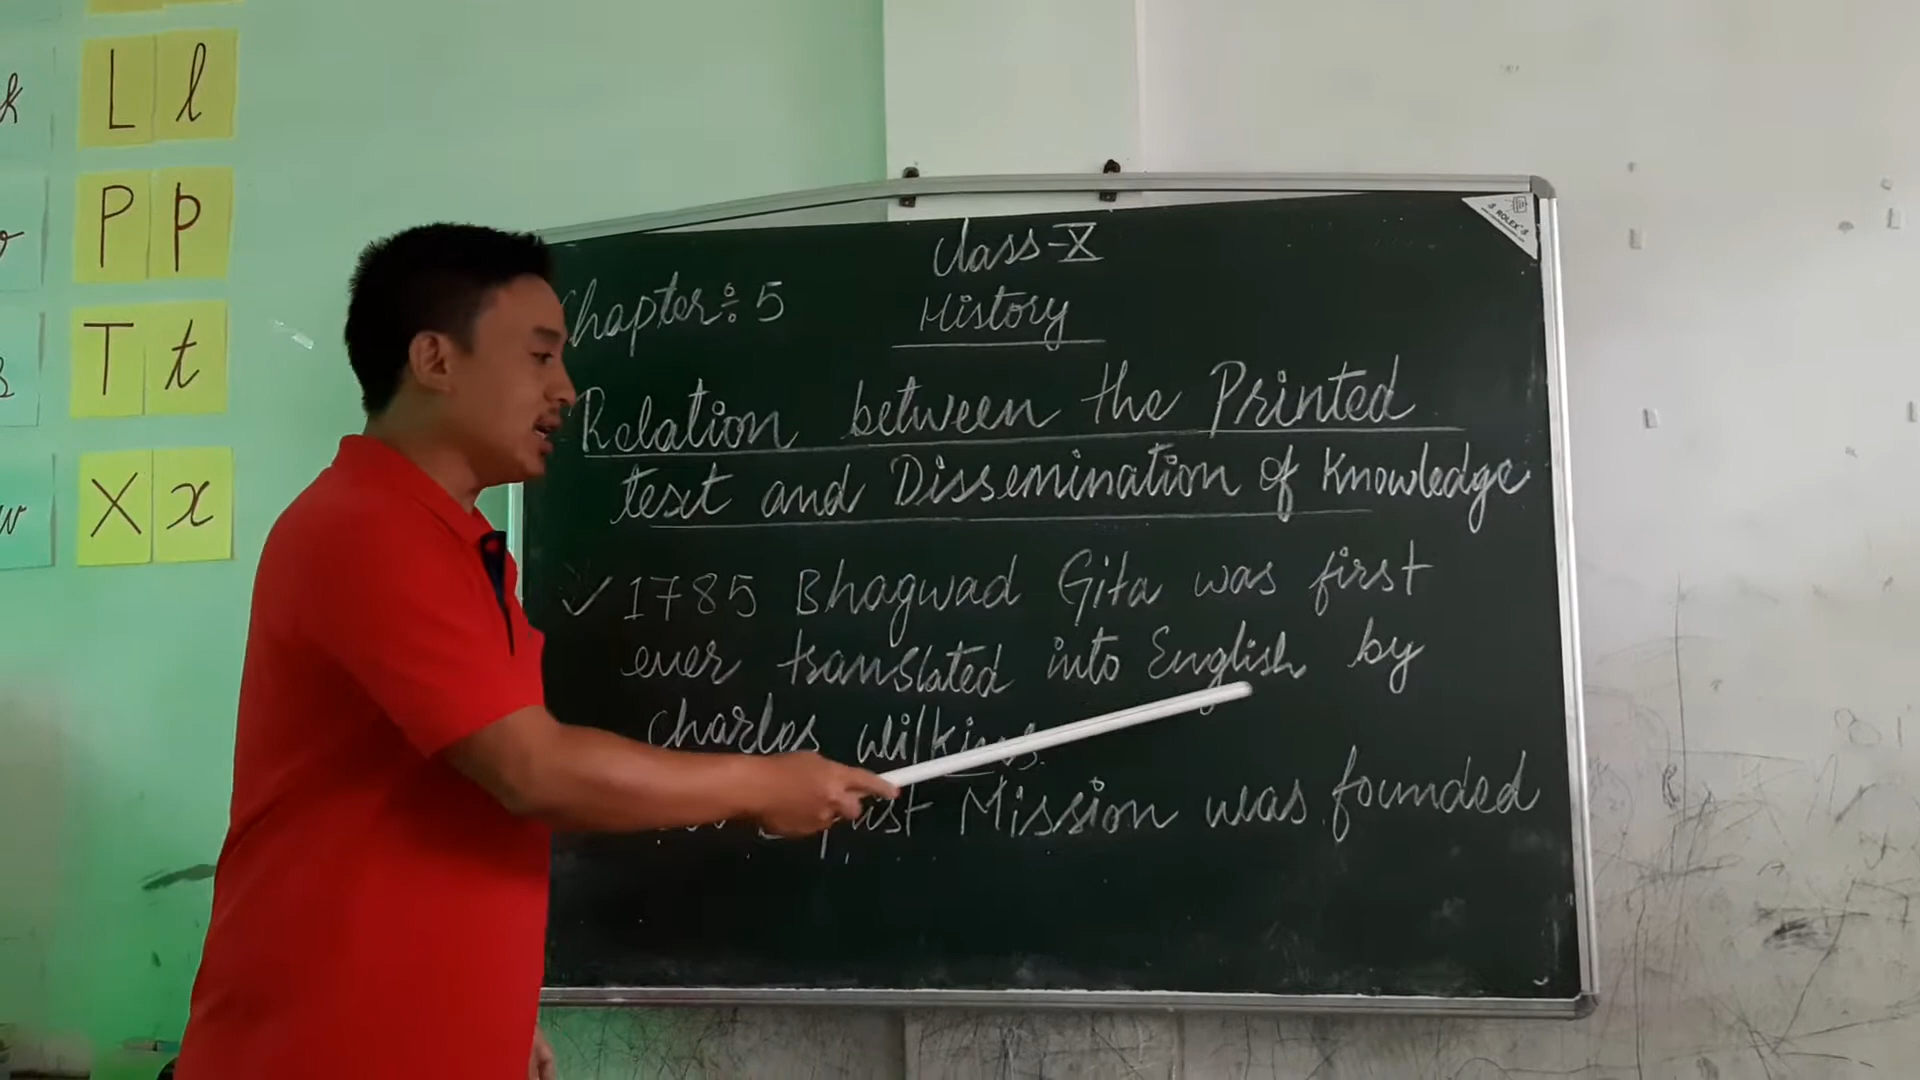 L l
P p
T t
X x
k
w
Class-X
History
Chapter÷ 5
Relation between the Printed
text and Dissemination of Knowledge
✓ 1785 Bhagwad Gita was first
ever translated into English by
Charles Wilkins.
Mission was founded
ROLEX